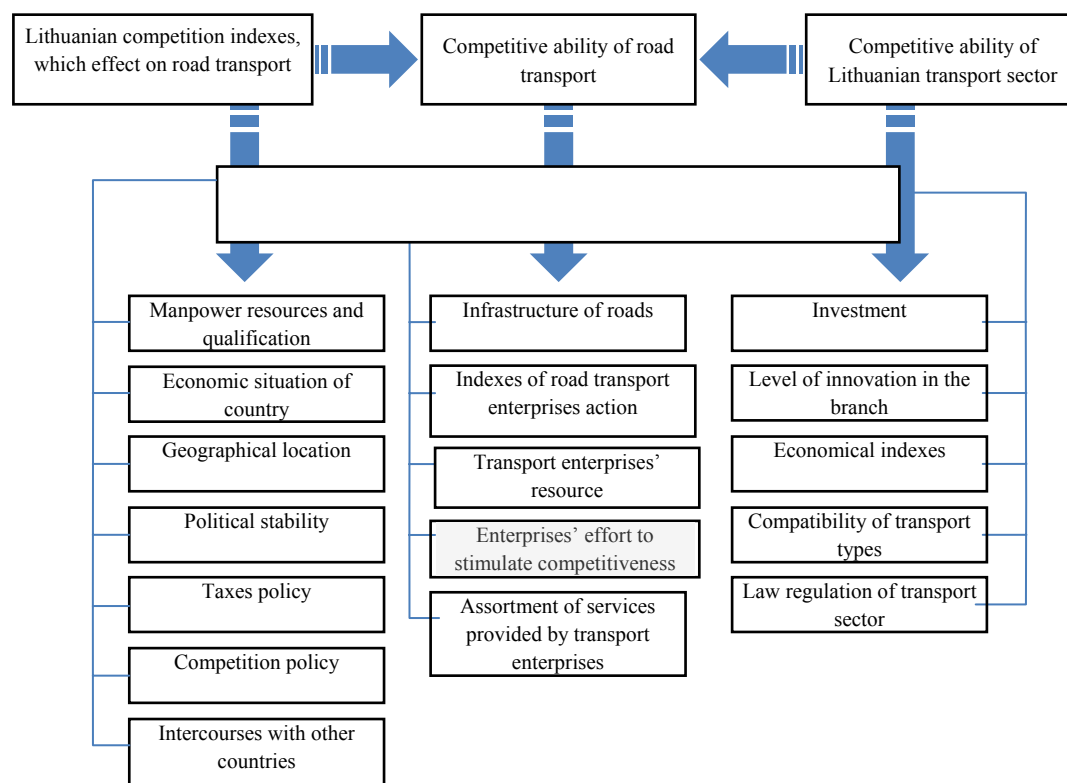 Lithuanian competition indexes,
which effect on road transport
Competitive ability of road
transport
Competitive ability of
Lithuanian transport sector
Manpower resources and
qualification
Economic situation of
country
Geographical location
Political stability
Taxes policy
Competition policy
Intercourses with other
countries
Infrastructure of roads
Indexes of road transport
enterprises action
Transport enterprises’
resource
Enterprises’ effort to
stimulate competitiveness
Assortment of services
provided by transport
enterprises
Investment
Level of innovation in the
branch
Economical indexes
Compatibility of transport
types
Law regulation of transport
sector